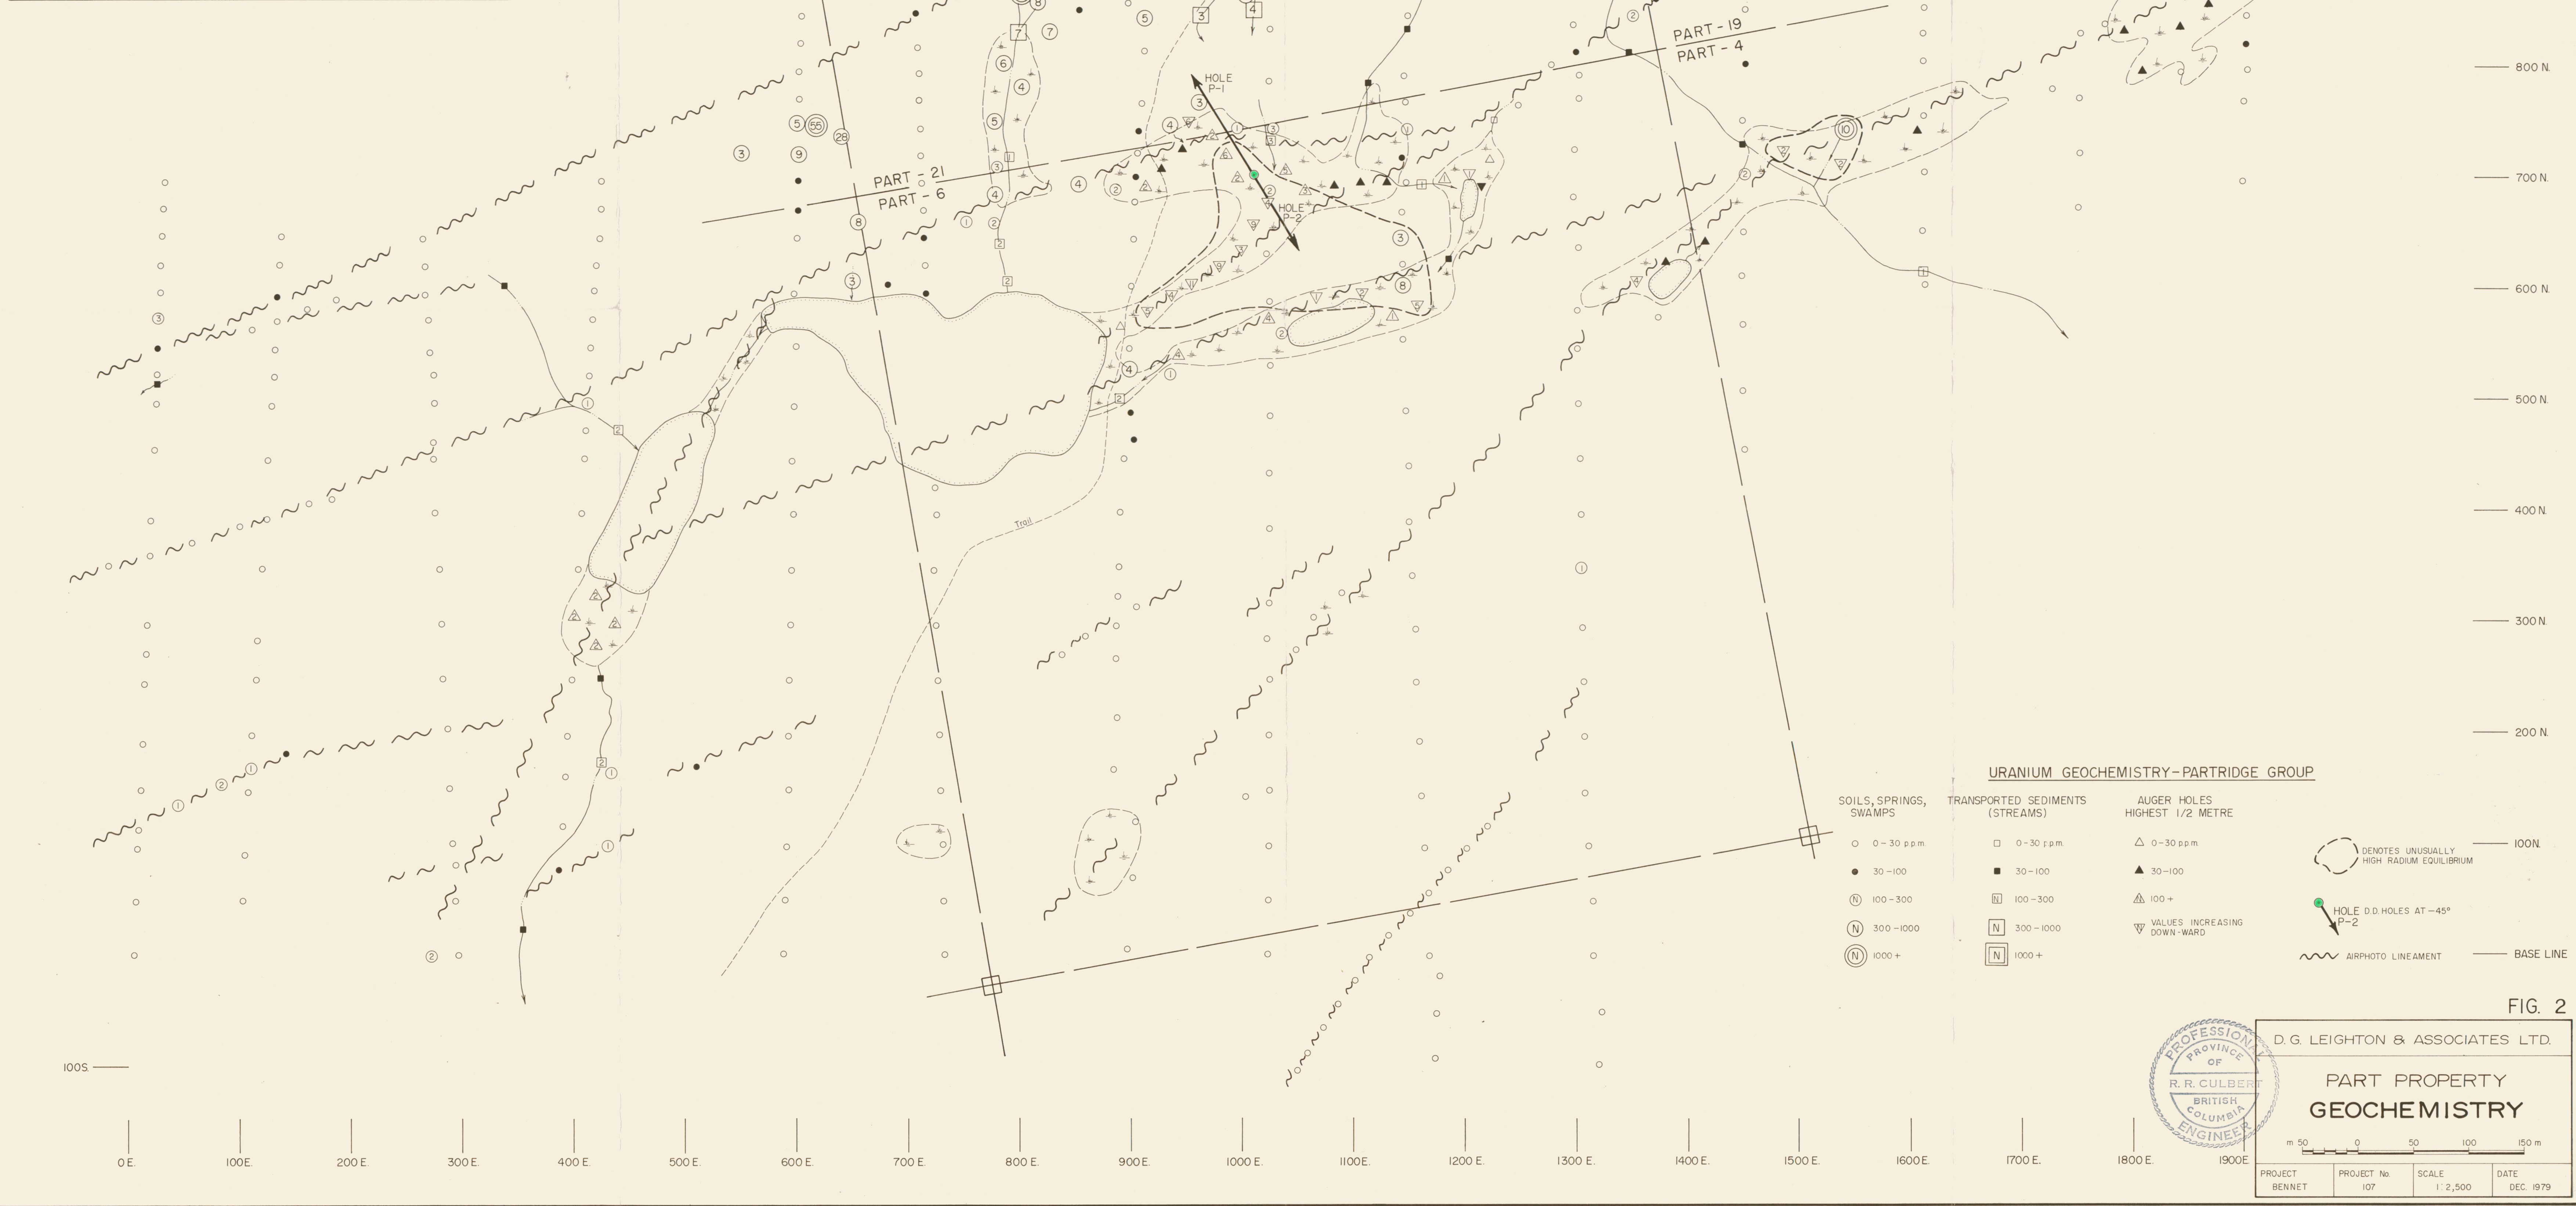 PART - 19
PART - 4
800 N.
HOLE
P-1
PART - 21
PART - 6
700 N.
HOLE
P-2
600 N.
500 N.
400 N.
Trail
300 N.
200 N.
URANIUM GEOCHEMISTRY-PARTRIDGE GROUP
SOILS, SPRINGS,
SWAMPS
0-30 p.p.m.
30-100
N 100-300
N 300-1000
N 1000 +
TRANSPORTED SEDIMENTS
(STREAMS)
0-30 p.p.m.
30-100
N 100-300
N 300-1000
N 1000 +
AUGER HOLES
HIGHEST 1/2 METRE
0-30 p.p.m.
30-100
N 100 +
N VALUES INCREASING
DOWN-WARD
DENOTES UNUSUALLY
HIGH RADIUM EQUILIBRIUM
HOLE D.D. HOLES AT -45°
P-2
AIRPHOTO LINEAMENT
100N.
BASE LINE
FIG. 2
100S.
0 E.
100E.
200 E.
300 E.
400 E.
500 E.
600 E.
700 E.
800 E.
900 E.
1000 E.
1100E.
1200 E.
1300 E.
1400 E.
1500 E.
1600 E.
1700 E.
1800 E.
1900E.
PROFESSIONAL
PROVINCE
OF
R. R. CULBERT
BRITISH
COLUMBIA
ENGINEER
D. G. LEIGHTON & ASSOCIATES LTD.
PART PROPERTY
GEOCHEMISTRY
m 50 0 50 100 150 m
PROJECT
BENNET
PROJECT No.
107
SCALE
1:2,500
DATE
DEC. 1979